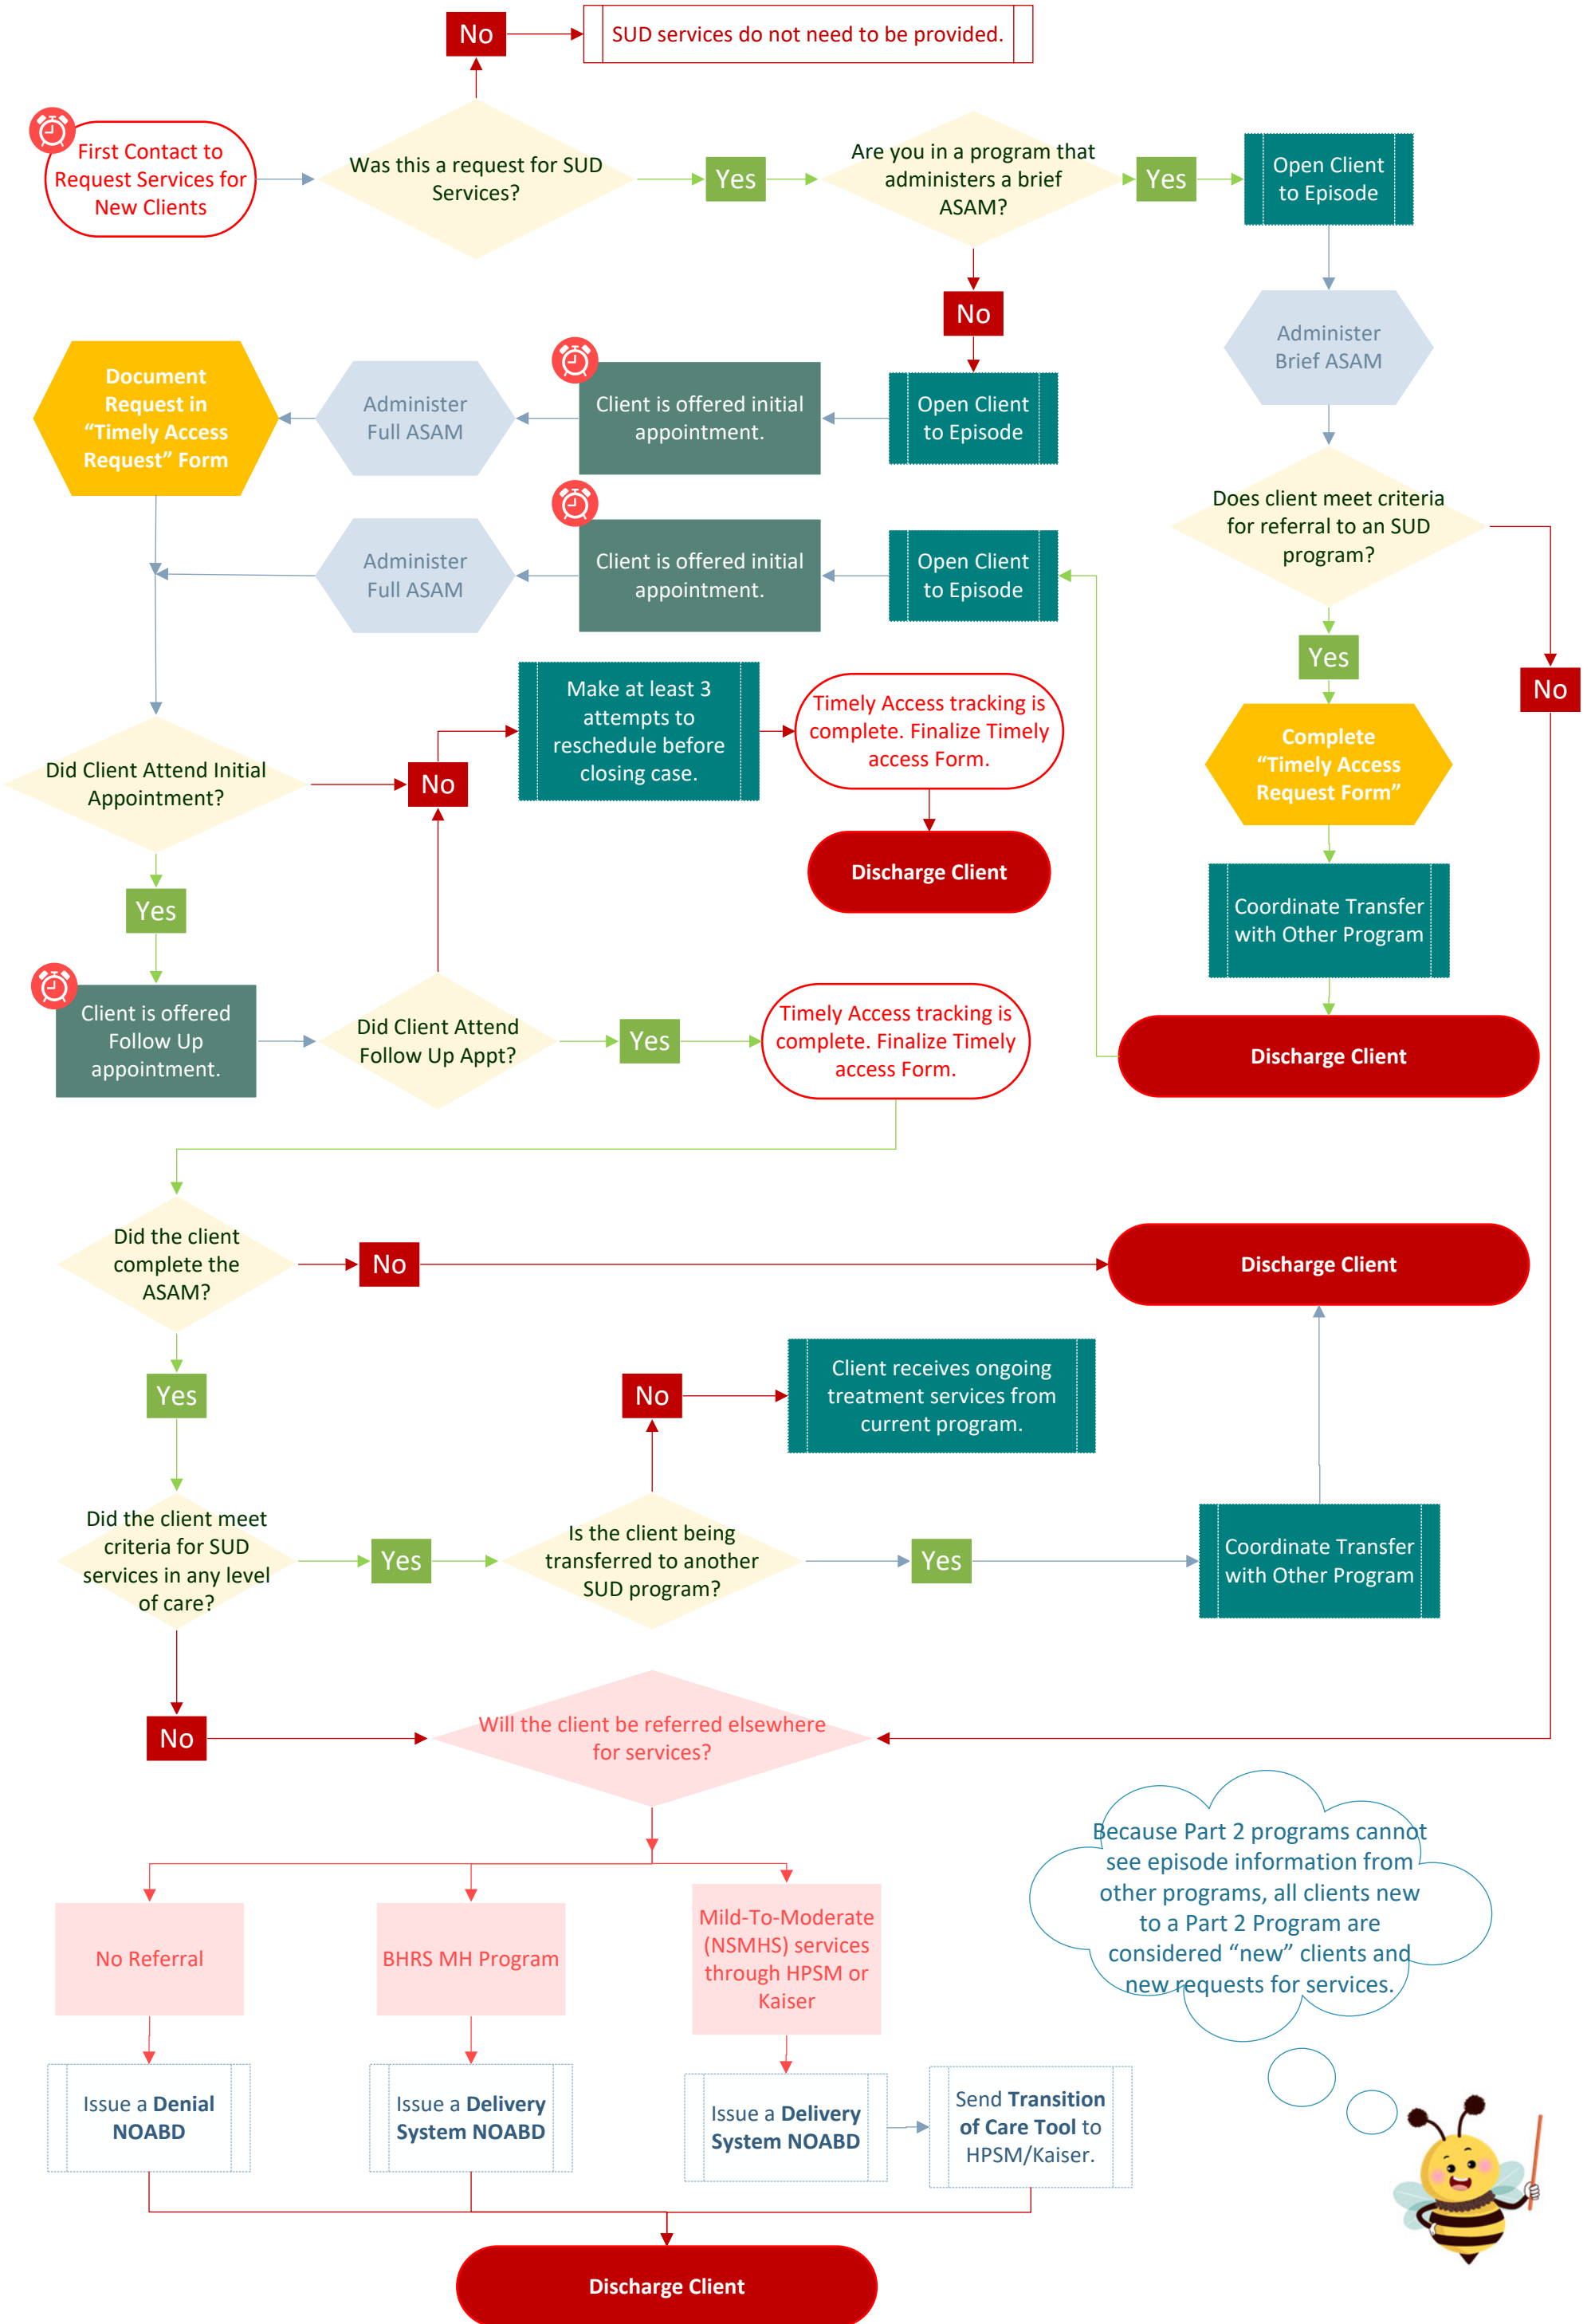 No
SUD services do not need to be provided.
First Contact to
Request Services for
New Clients
Was this a request for SUD
Services?
Yes
Are you in a program that
administers a brief
ASAM?
Yes
Open Client
to Episode
No
Administer
Brief ASAM
Document
Request in
“Timely Access
Request” Form
Administer
Full ASAM
Client is offered initial
appointment.
Open Client
to Episode
Does client meet criteria
for referral to an SUD
program?
Administer
Full ASAM
Client is offered initial
appointment.
Open Client
to Episode
Yes
No
Make at least 3
attempts to
reschedule before
closing case.
Timely Access tracking is
complete. Finalize Timely
access Form.
Complete
“Timely Access
Request Form”
Did Client Attend Initial
Appointment?
No
Discharge Client
Yes
Coordinate Transfer
with Other Program
Client is offered
Follow Up
appointment.
Did Client Attend
Follow Up Appt?
Yes
Timely Access tracking is
complete. Finalize Timely
access Form.
Discharge Client
Did the client
complete the
ASAM?
No
Discharge Client
Yes
No
Client receives ongoing
treatment services from
current program.
Did the client meet
criteria for SUD
services in any level
of care?
Yes
Is the client being
transferred to another
SUD program?
Yes
Coordinate Transfer
with Other Program
No
Will the client be referred elsewhere
for services?
Because Part 2 programs cannot
see episode information from
other programs, all clients new
to a Part 2 Program are
considered “new” clients and
new requests for services.
No Referral
BHRS MH Program
Mild-To-Moderate
(NSMHS) services
through HPSM or
Kaiser
Issue a Denial
NOABD
Issue a Delivery
System NOABD
Issue a Delivery
System NOABD
Send Transition
of Care Tool to
HPSM/Kaiser.
Discharge Client